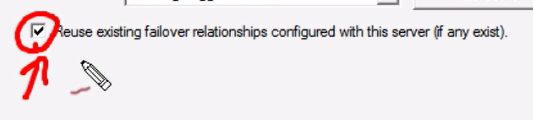 Reuse existing failover relationships configured with this server (if any exist).